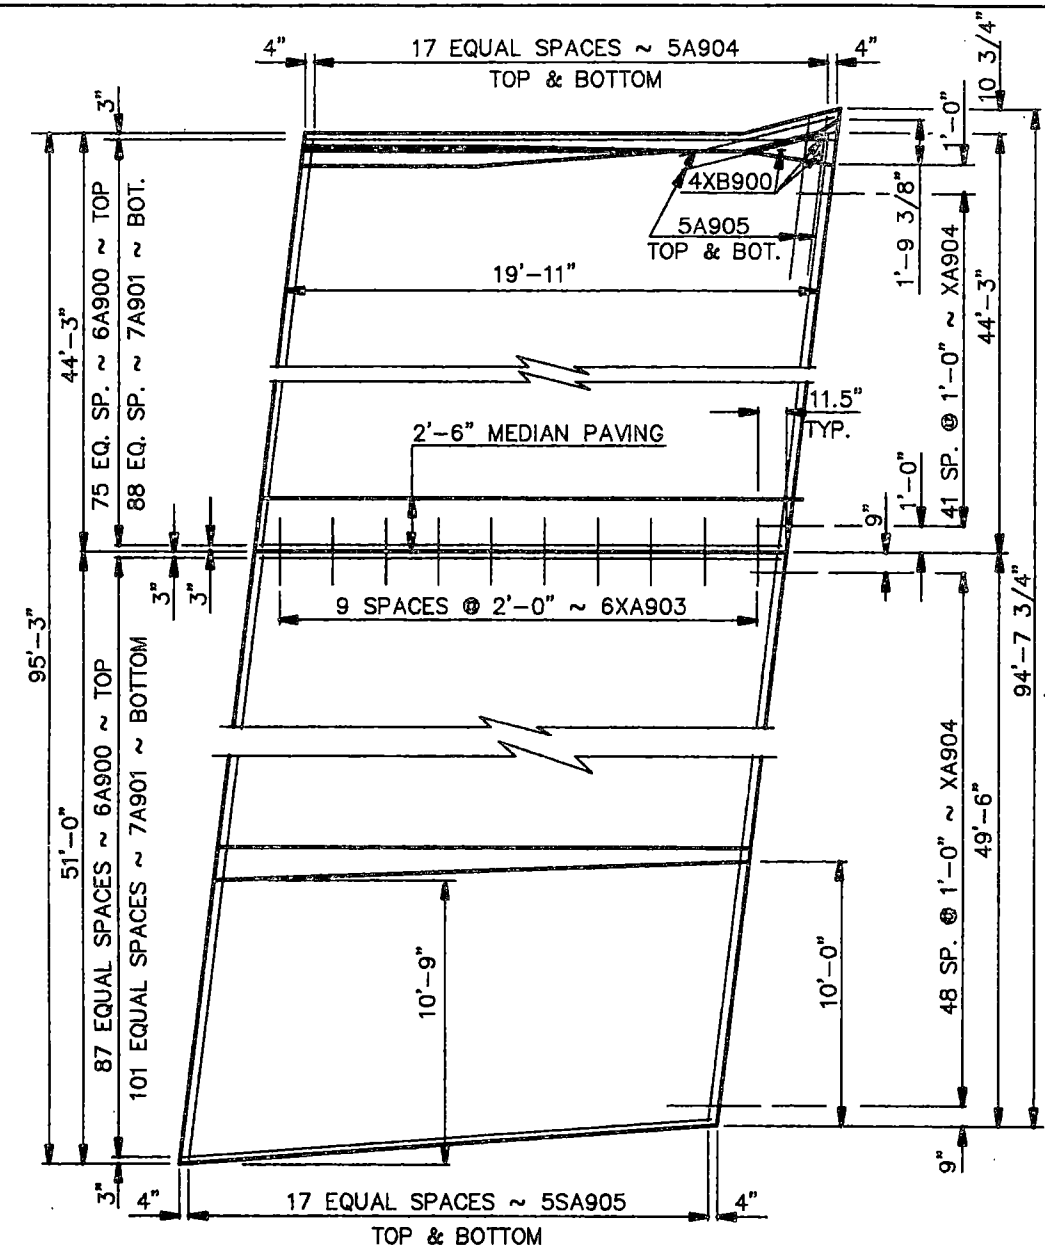 4" 17 EQUAL SPACES ~ 5A904 4"
TOP & BOTTOM
10 3/4"
3"
1'-0"
4XB900
5A905
TOP & BOT.
1'-9 3/8"
75 EQ. SP. ~ 6A900 ~ TOP
88 EQ. SP. ~ 7A901 ~ BOT.
44'-3"
19'-11"
41 SP. @ 1'-0" ~ XA904
44'-3"
11.5"
TYP.
2'-6" MEDIAN PAVING
9"
1'-0"
3"
3"
9 SPACES @ 2'-0" ~ 6XA903
95'-3"
94'-7 3/4"
51'-0"
87 EQUAL SPACES ~ 6A900 ~ TOP
101 EQUAL SPACES ~ 7A901 ~ BOTTOM
48 SP. @ 1'-0" ~ XA904
49'-6"
10'-9"
10'-0"
3"
9"
4" 17 EQUAL SPACES ~ 5SA905 4"
TOP & BOTTOM